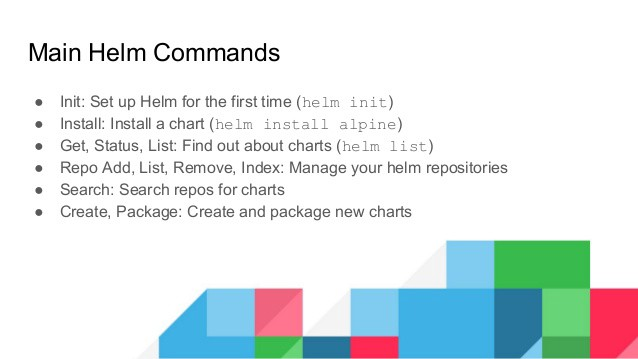 Main Helm Commands
● Init: Set up Helm for the first time (helm init)
● Install: Install a chart (helm install alpine)
● Get, Status, List: Find out about charts (helm list)
● Repo Add, List, Remove, Index: Manage your helm repositories
● Search: Search repos for charts
● Create, Package: Create and package new charts